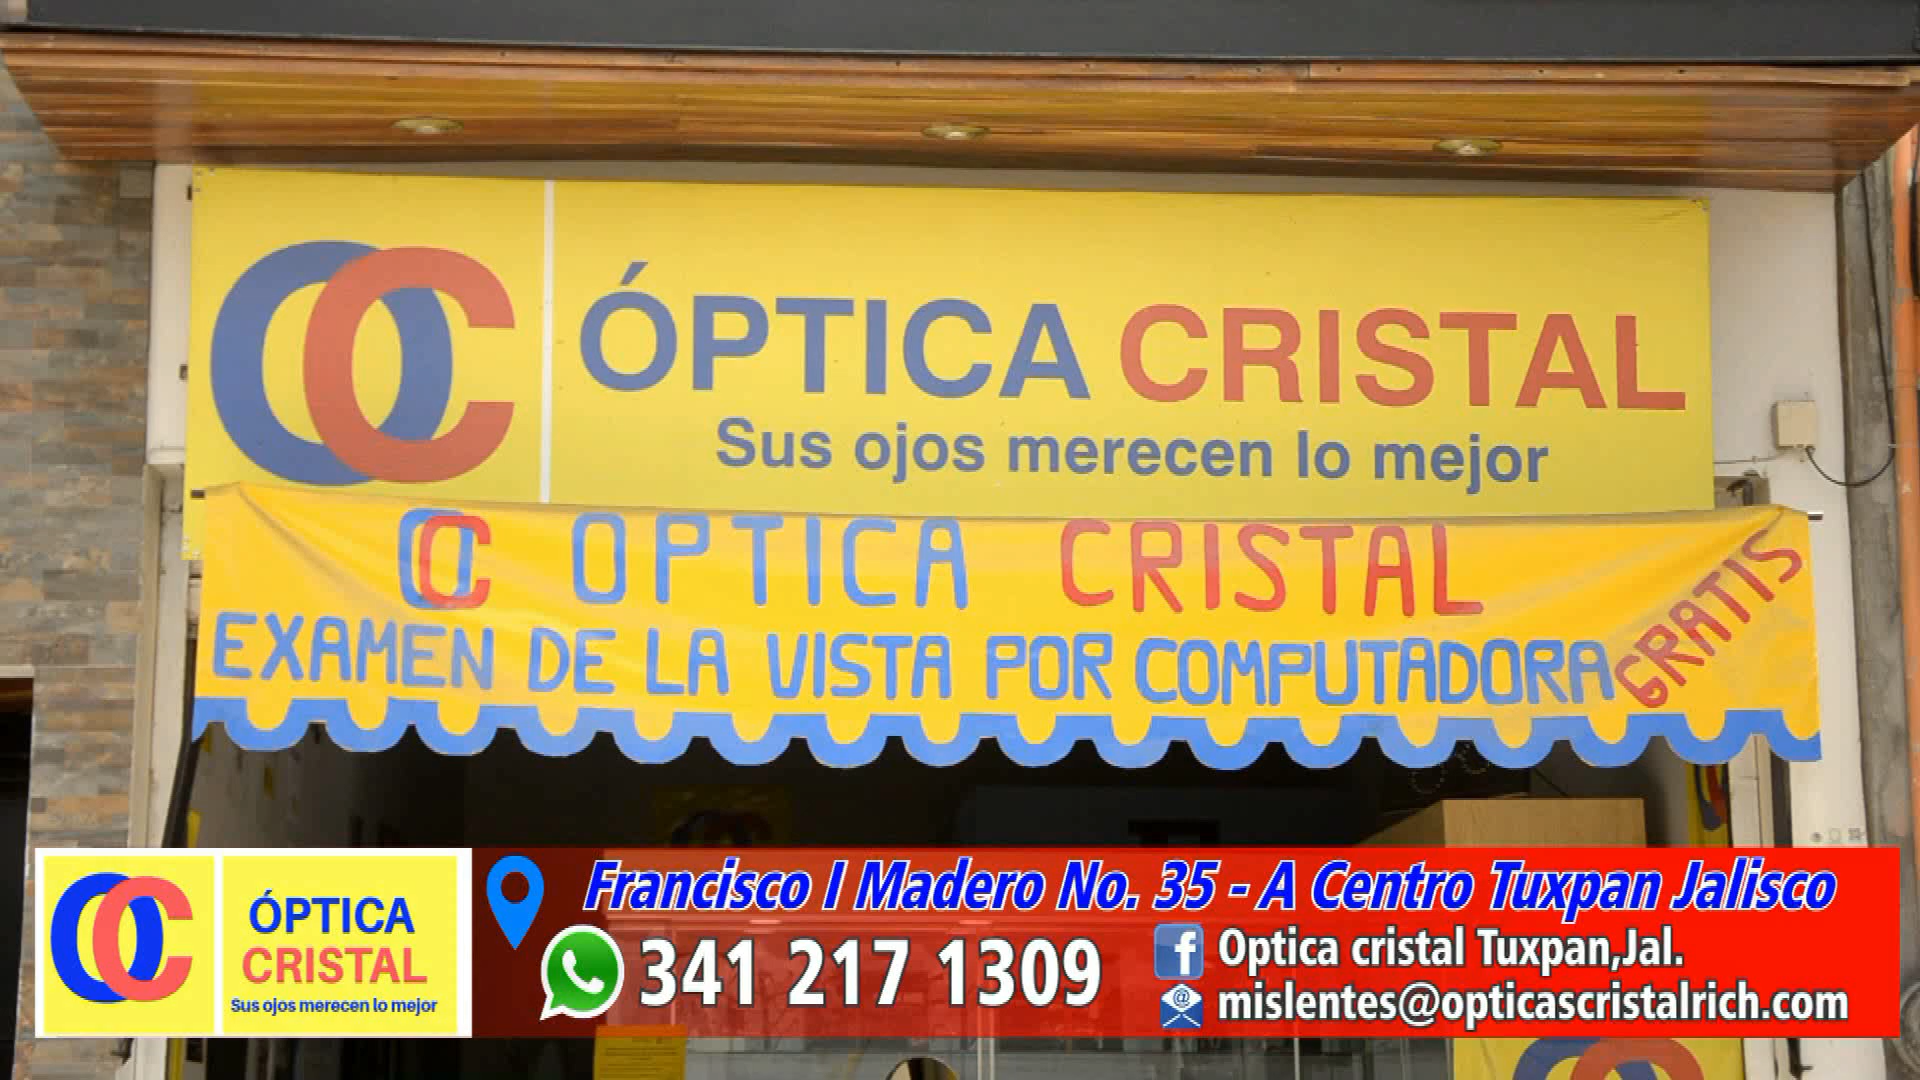 OC ÓPTICA CRISTAL
Sus ojos merecen lo mejor
OC OPTICA CRISTAL
EXAMEN DE LA VISTA POR COMPUTADORA GRATIS
OC ÓPTICA
CRISTAL
Sus ojos merecen lo mejor
Francisco I Madero No. 35 - A Centro Tuxpan Jalisco
341 217 1309
Optica cristal Tuxpan,Jal.
mislentes@opticascristalrich.com